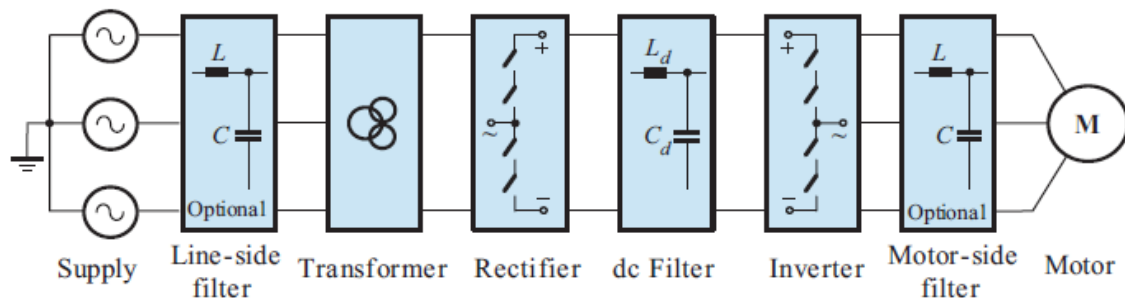 L
L_d
L
C
C_d
C
+
~
−
+
~
−
M
Optional
Optional
Supply
Line-side
filter
Transformer
Rectifier
dc Filter
Inverter
Motor-side
filter
Motor